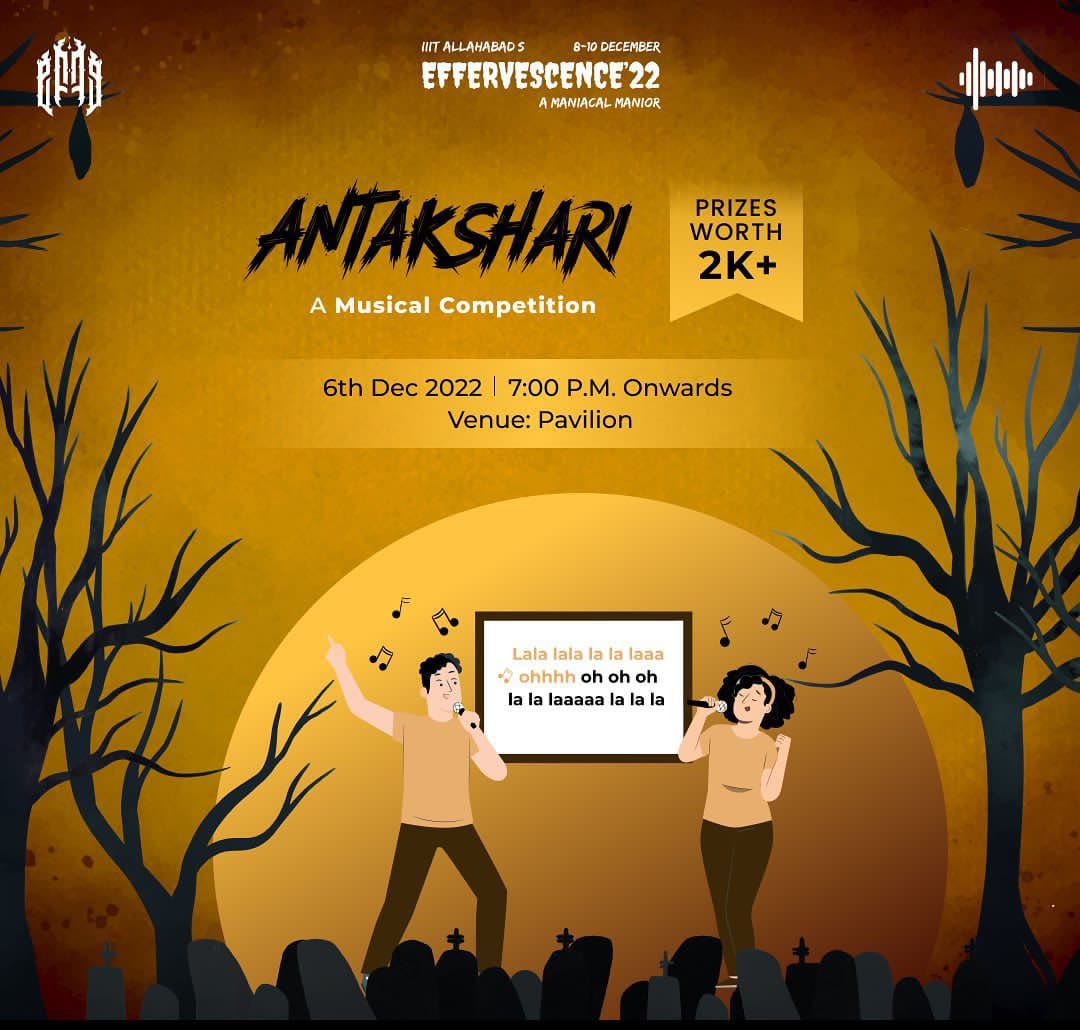 IIIT ALLAHABAD S 8-10 DECEMBER
EFFERVESCENCE'22
A MANIACAL MANIOR
ANTAKSHARI
A Musical Competition
PRIZES
WORTH
2K+
6th Dec 2022 | 7:00 P.M. Onwards
Venue: Pavilion
Lala lala la la laaa
ohhhh oh oh oh
la la laaaaa la la la